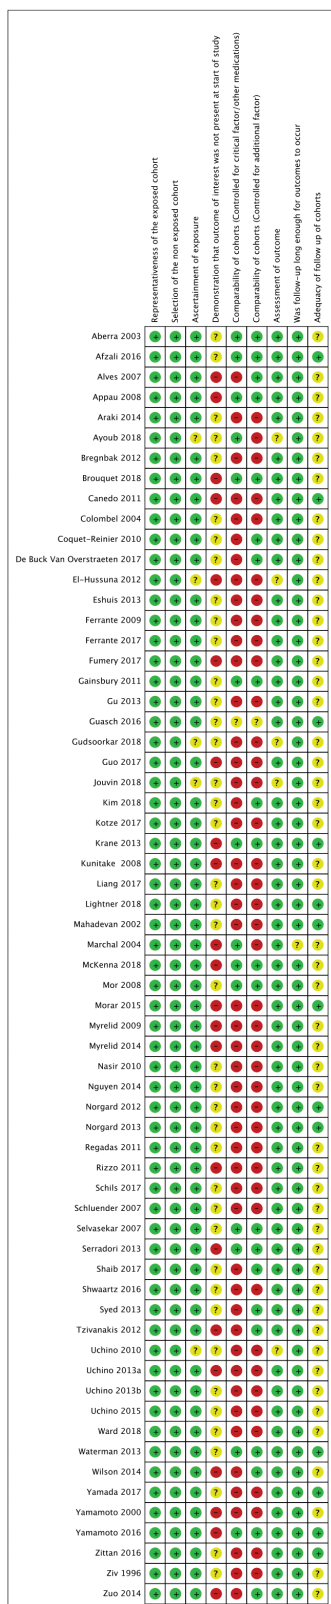 Representativeness of the exposed cohort
Selection of the non exposed cohort
Ascertainment of exposure
Demonstration that outcome of interest was not present at start of study
Comparability of cohorts (Controlled for critical factor/other medications)
Comparability of cohorts (Controlled for additional factor)
Assessment of outcome
Was follow-up long enough for outcomes to occur
Adequacy of follow up of cohorts
Aberra 2003
Afzali 2016
Alves 2007
Appau 2008
Araki 2014
Ayoub 2018
Bregnbak 2012
Brouquet 2018
Canedo 2011
Colombel 2004
Coquet-Reinier 2010
De Buck Van Overstraeten 2017
El-Hussuna 2012
Eshuis 2013
Ferrante 2009
Ferrante 2017
Fumery 2017
Gainsbury 2011
Gu 2013
Guasch 2016
Gudsoorkar 2018
Guo 2017
Jouvin 2018
Kim 2018
Kotze 2017
Krane 2013
Kunitake 2008
Liang 2017
Lightner 2018
Mahadevan 2002
Marchal 2004
McKenna 2018
Mor 2008
Morar 2015
Myrelid 2009
Myrelid 2014
Nasir 2010
Nguyen 2014
Norgard 2012
Norgard 2013
Regadas 2011
Rizzo 2011
Schils 2017
Schluender 2007
Selvasekar 2007
Serradori 2013
Shaib 2017
Shwaartz 2016
Syed 2013
Tzivanakis 2012
Uchino 2010
Uchino 2013a
Uchino 2013b
Uchino 2015
Ward 2018
Waterman 2013
Wilson 2014
Yamada 2017
Yamamoto 2000
Yamamoto 2016
Zittan 2016
Ziv 1996
Zuo 2014